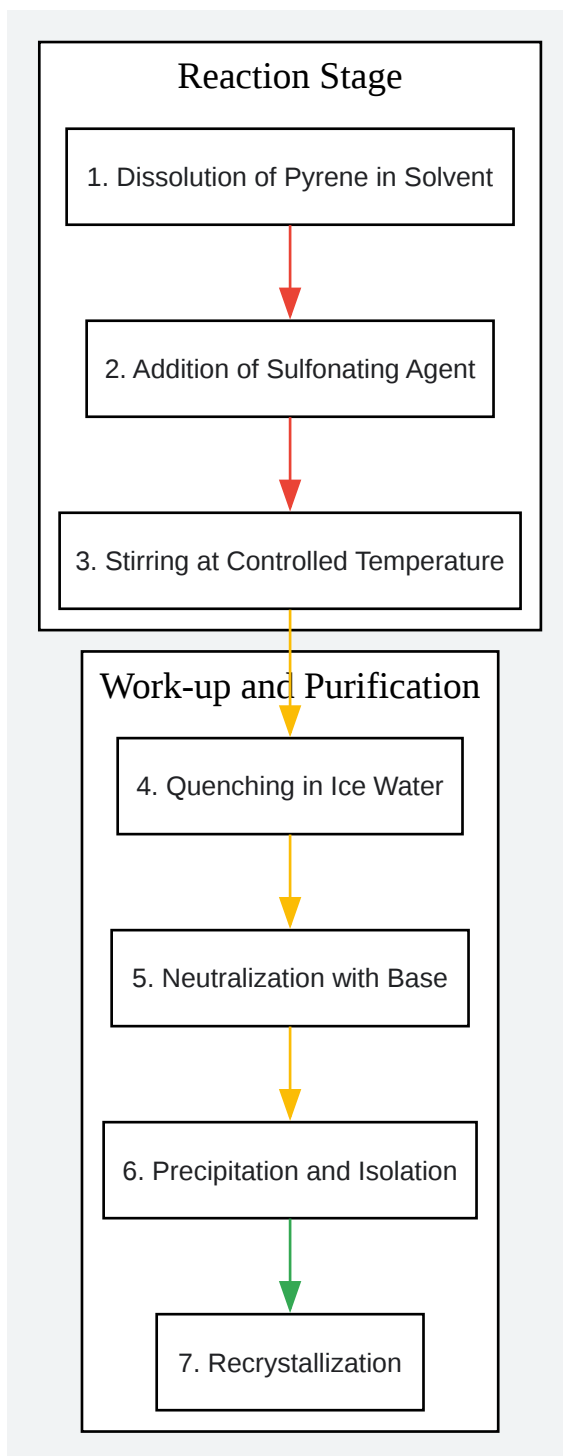 Reaction Stage
1. Dissolution of Pyrene in Solvent
2. Addition of Sulfonating Agent
3. Stirring at Controlled Temperature
Work-up and Purification
4. Quenching in Ice Water
5. Neutralization with Base
6. Precipitation and Isolation
7. Recrystallization